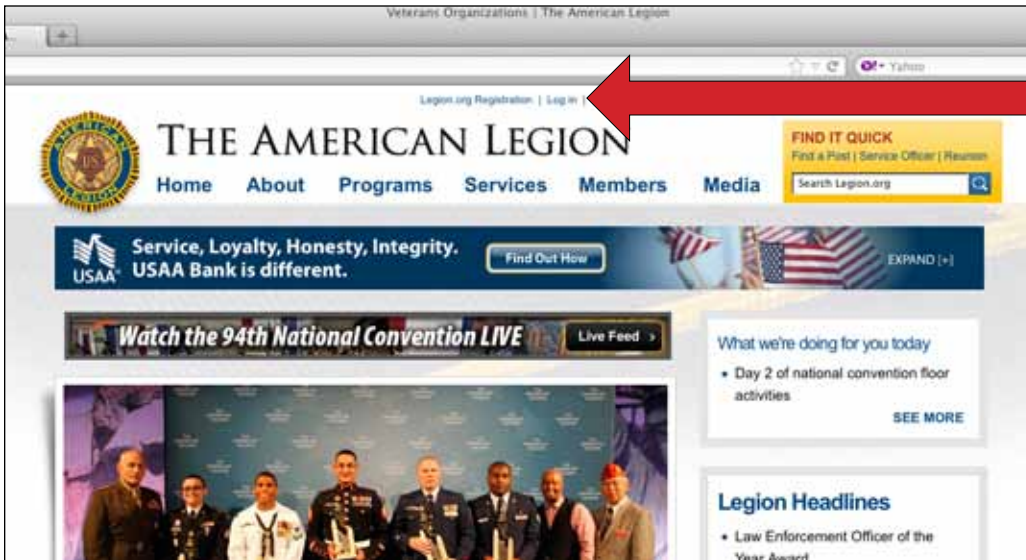 Veterans Organizations | The American Legion
Yahoo
Legion.org Registration | Log in |
AMERICAN
US
LEGION
THE AMERICAN LEGION
FIND IT QUICK
Find a Post | Service Officer | Reunion
Search Legion.org
Home About Programs Services Members Media
USAA
Service, Loyalty, Honesty, Integrity.
USAA Bank is different.
Find Out How
EXPAND [+]
Watch the 94th National Convention LIVE
Live Feed >
What we're doing for you today
• Day 2 of national convention floor
activities
SEE MORE
Legion Headlines
• Law Enforcement Officer of the
Year Award